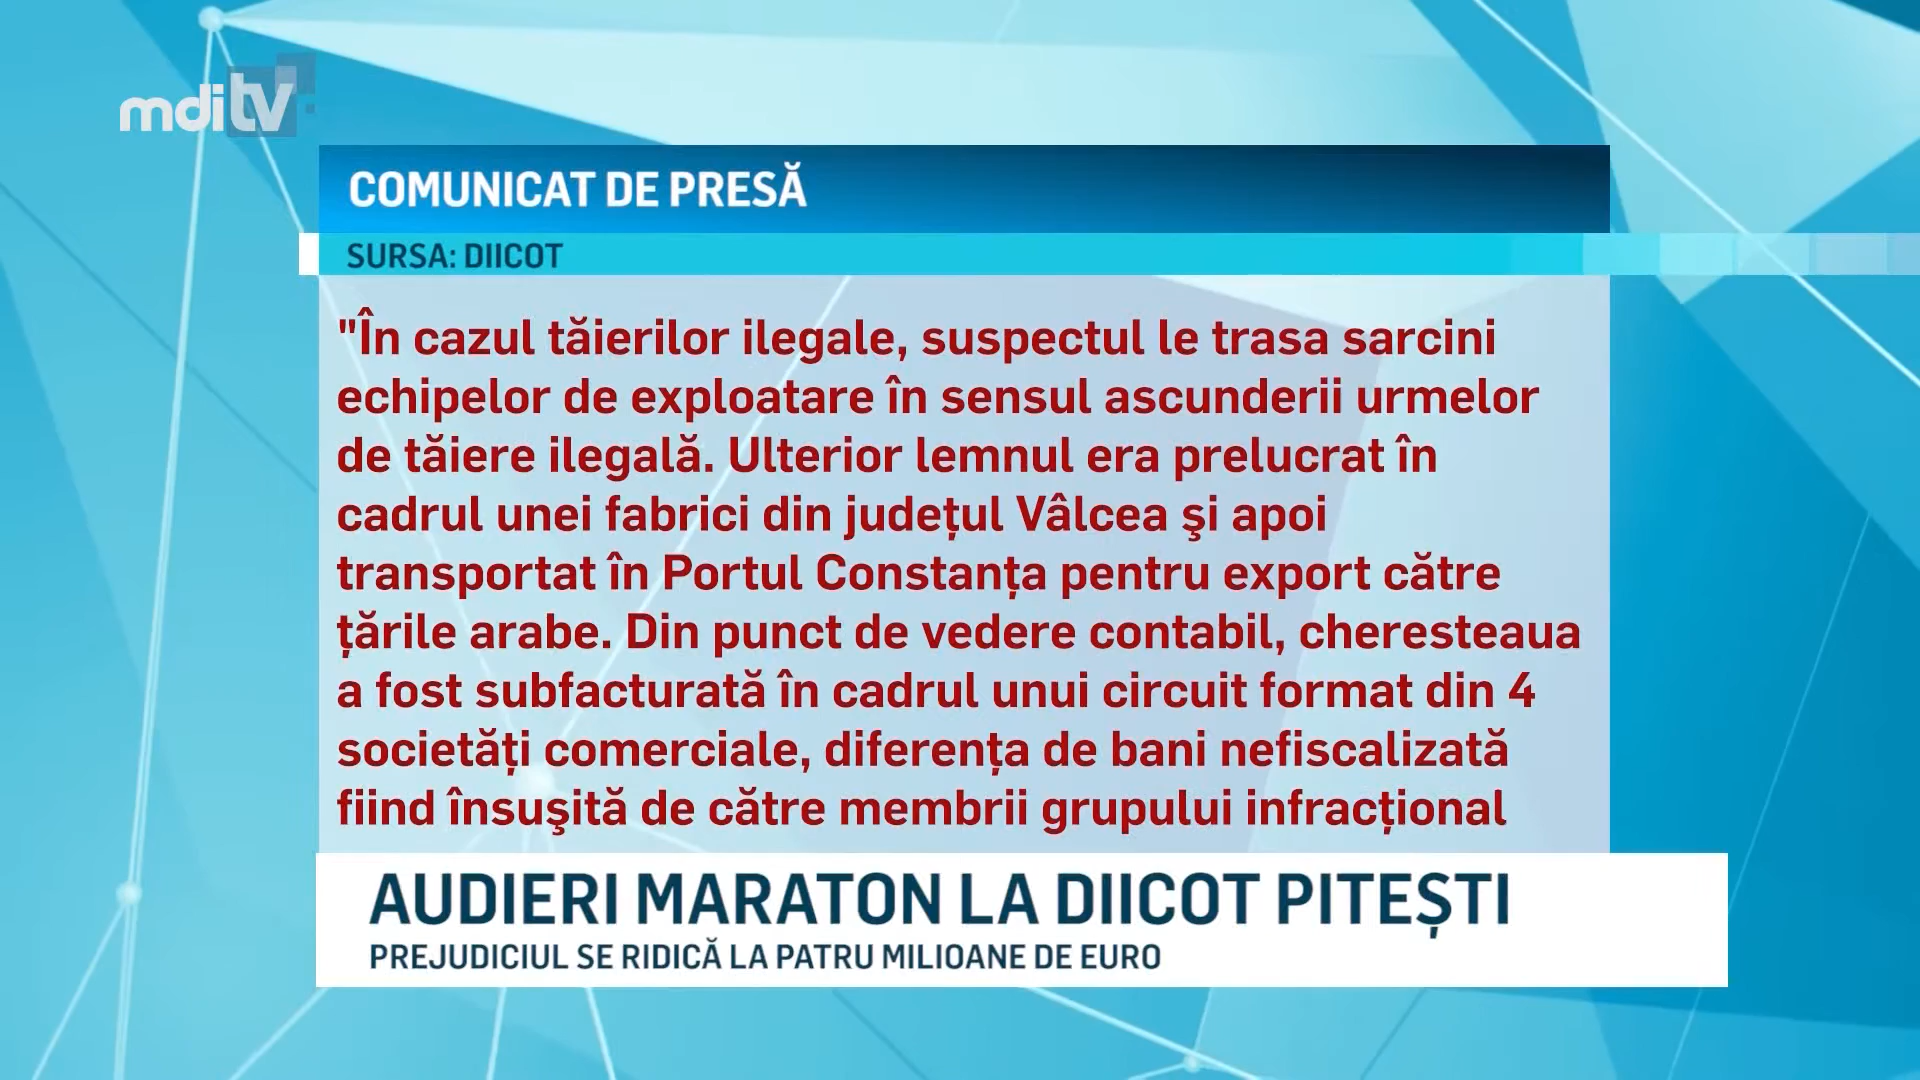 mditv
COMUNICAT DE PRESĂ
SURSA: DIICOT
"În cazul tăierilor ilegale, suspectul le trasa sarcini
echipelor de exploatare în sensul ascunderii urmelor
de tăiere ilegală. Ulterior lemnul era prelucrat în
cadrul unei fabrici din județul Vâlcea şi apoi
transportat în Portul Constanța pentru export către
țările arabe. Din punct de vedere contabil, cheresteaua
a fost subfacturată în cadrul unui circuit format din 4
societăți comerciale, diferența de bani nefiscalizată
fiind însuşită de către membrii grupului infracțional
AUDIERI MARATON LA DIICOT PITEȘTI
PREJUDICIUL SE RIDICĂ LA PATRU MILIOANE DE EURO